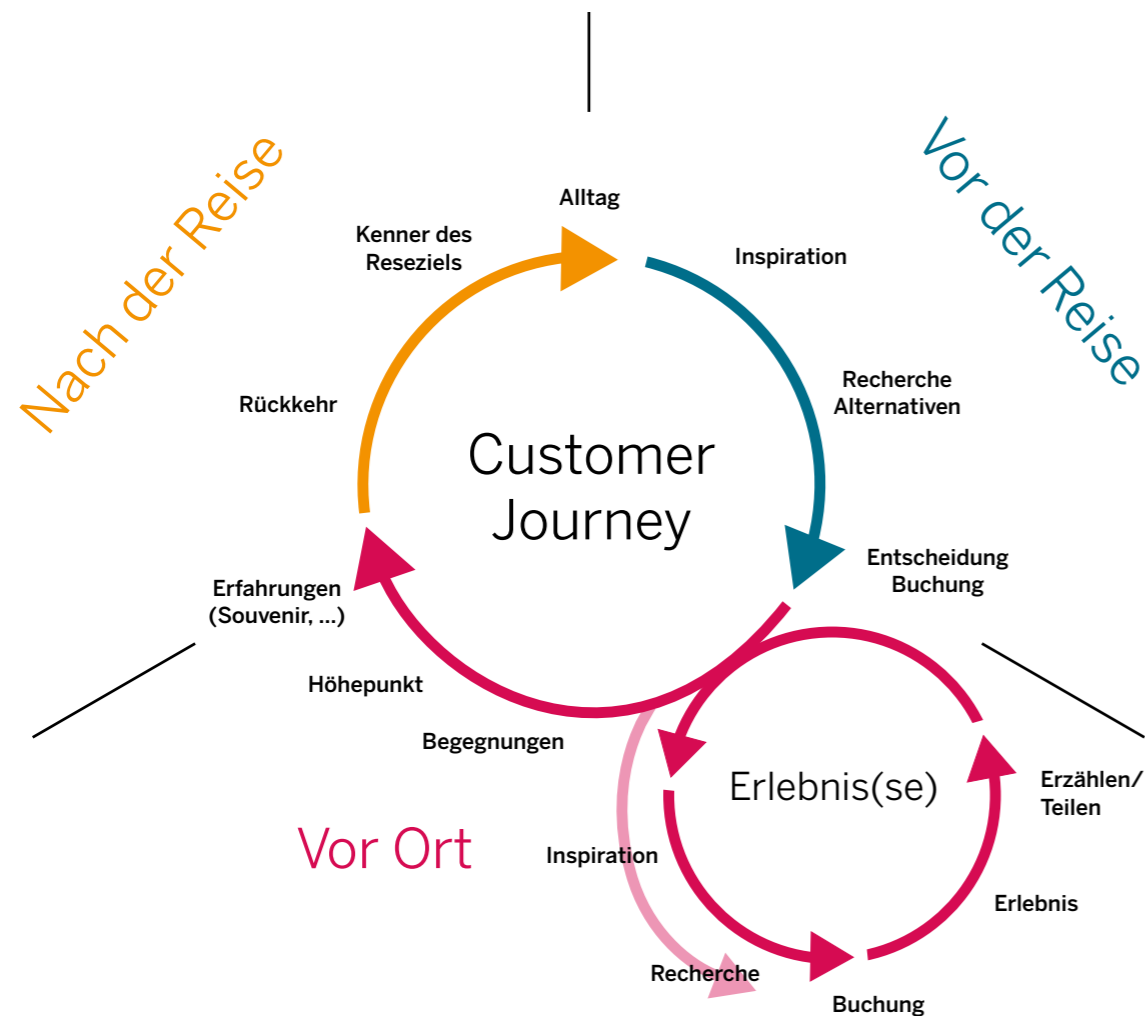 Nach der Reise
Vor der Reise
Alltag
Kenner des
Reseziels
Inspiration
Rückkehr
Recherche
Alternativen
Customer
Journey
Entscheidung
Buchung
Erfahrungen
(Souvenir, ...)
Höhepunkt
Begegnungen
Vor Ort
Erlebnis(se)
Erzählen/
Teilen
Inspiration
Erlebnis
Recherche
Buchung